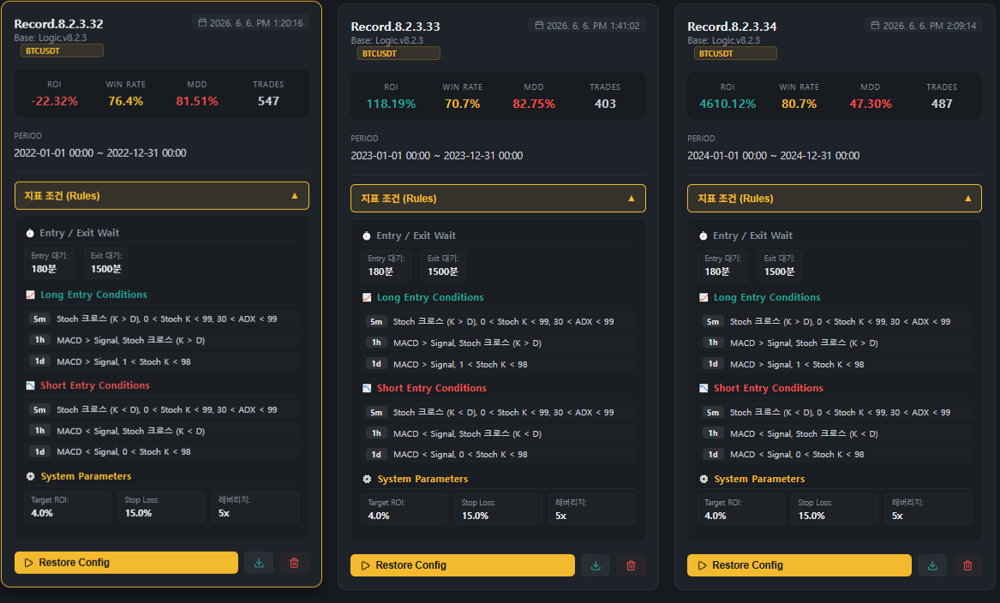 Record.8.2.3.32
2026. 6. 6. PM 1:20:16
Base: Logic.v8.2.3
BTCUSDT
ROI WIN RATE MDD TRADES
-22.32% 76.4% 81.51% 547
PERIOD
2022-01-01 00:00 ~ 2022-12-31 00:00
지표 조건 (Rules) ▲
Entry / Exit Wait
Entry 대기: Exit 대기:
180분 1500분
Long Entry Conditions
5m Stoch 크로스 (K > D), 0 < Stoch K < 99, 30 < ADX < 99
1h MACD > Signal, Stoch 크로스 (K > D)
1d MACD > Signal, 1 < Stoch K < 98
Short Entry Conditions
5m Stoch 크로스 (K < D), 0 < Stoch K < 99, 30 < ADX < 99
1h MACD < Signal, Stoch 크로스 (K < D)
1d MACD < Signal, 0 < Stoch K < 98
System Parameters
Target ROI: Stop Loss: 레버리지:
4.0% 15.0% 5x
Restore Config
Record.8.2.3.33
2026. 6. 6. PM 1:41:02
Base: Logic.v8.2.3
BTCUSDT
ROI WIN RATE MDD TRADES
118.19% 70.7% 82.75% 403
PERIOD
2023-01-01 00:00 ~ 2023-12-31 00:00
지표 조건 (Rules) ▲
Entry / Exit Wait
Entry 대기: Exit 대기:
180분 1500분
Long Entry Conditions
5m Stoch 크로스 (K > D), 0 < Stoch K < 99, 30 < ADX < 99
1h MACD > Signal, Stoch 크로스 (K > D)
1d MACD > Signal, 1 < Stoch K < 98
Short Entry Conditions
5m Stoch 크로스 (K < D), 0 < Stoch K < 99, 30 < ADX < 99
1h MACD < Signal, Stoch 크로스 (K < D)
1d MACD < Signal, 0 < Stoch K < 98
System Parameters
Target ROI: Stop Loss: 레버리지:
4.0% 15.0% 5x
Restore Config
Record.8.2.3.34
2026. 6. 6. PM 2:09:14
Base: Logic.v8.2.3
BTCUSDT
ROI WIN RATE MDD TRADES
4610.12% 80.7% 47.30% 487
PERIOD
2024-01-01 00:00 ~ 2024-12-31 00:00
지표 조건 (Rules) ▲
Entry / Exit Wait
Entry 대기: Exit 대기:
180분 1500분
Long Entry Conditions
5m Stoch 크로스 (K > D), 0 < Stoch K < 99, 30 < ADX < 99
1h MACD > Signal, Stoch 크로스 (K > D)
1d MACD > Signal, 1 < Stoch K < 98
Short Entry Conditions
5m Stoch 크로스 (K < D), 0 < Stoch K < 99, 30 < ADX < 99
1h MACD < Signal, Stoch 크로스 (K < D)
1d MACD < Signal, 0 < Stoch K < 98
System Parameters
Target ROI: Stop Loss: 레버리지:
4.0% 15.0% 5x
Restore Config